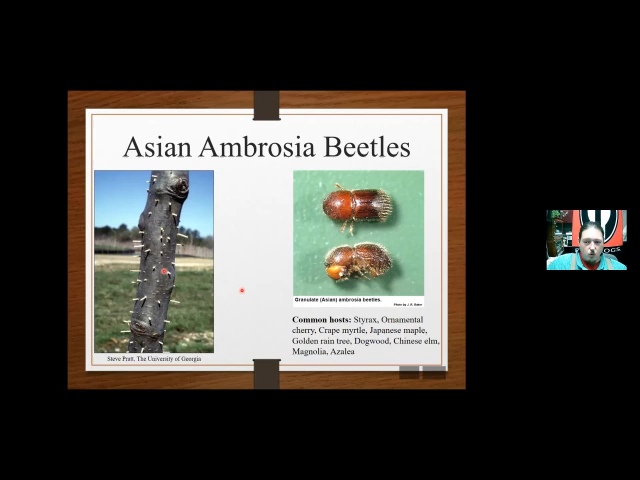 Asian Ambrosia Beetles
Granulate (Asian) ambrosia beetles.
Common hosts: Styrax, Ornamental
cherry, Crape myrtle, Japanese maple,
Golden rain tree, Dogwood, Chinese elm,
Magnolia, Azalea
Steve Pratt, The University of Georgia